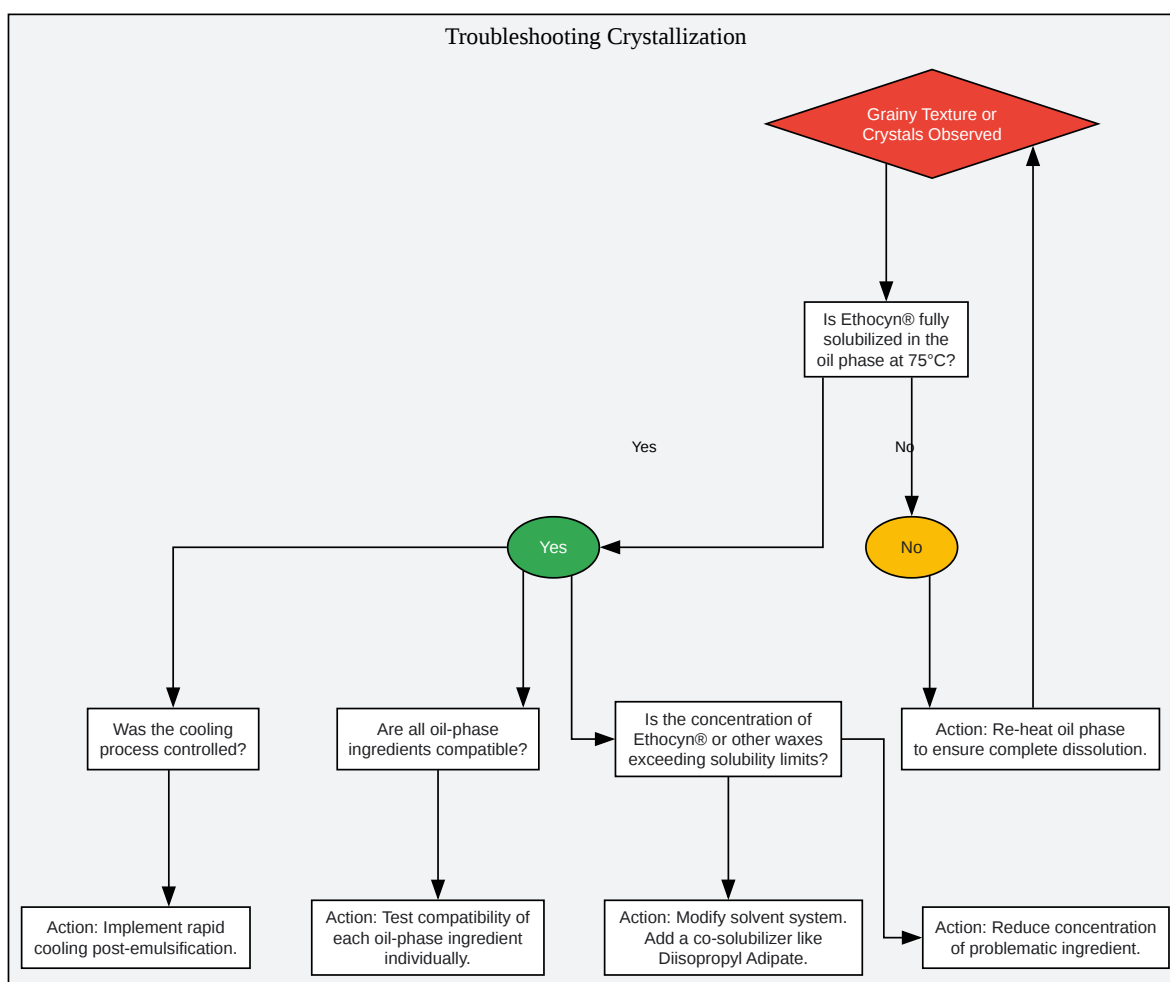 Troubleshooting Crystallization
Grainy Texture or
Crystals Observed
Is Ethocyn® fully
solubilized in the
oil phase at 75°C?
Yes
No
Yes
No
Was the cooling
process controlled?
Are all oil-phase
ingredients compatible?
Is the concentration of
Ethocyn® or other waxes
exceeding solubility limits?
Action: Re-heat oil phase
to ensure complete dissolution.
Action: Implement rapid
cooling post-emulsification.
Action: Test compatibility of
each oil-phase ingredient
individually.
Action: Modify solvent system.
Add a co-solubilizer like
Diisopropyl Adipate.
Action: Reduce concentration
of problematic ingredient.